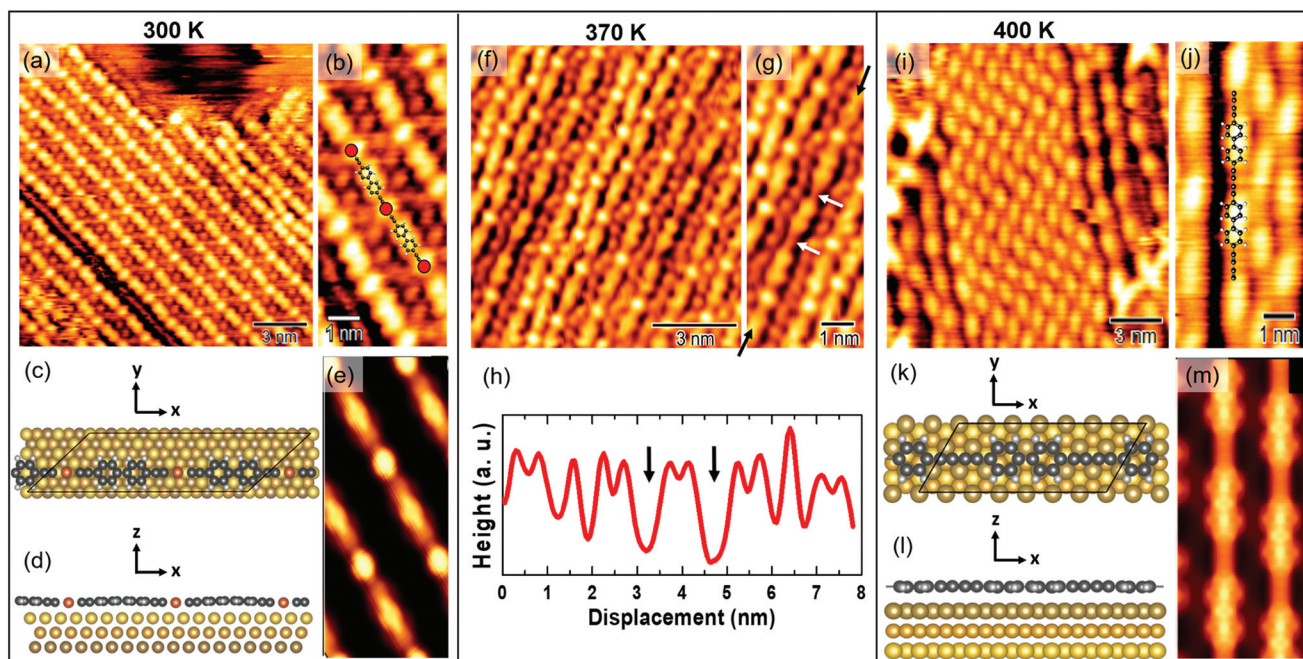 300 K
370 K
400 K
(a)
(b)
(f)
(g)
(i)
(j)
3 nm
1 nm
3 nm
1 nm
3 nm
1 nm
(c)
y
x
(e)
(h)
(k)
y
x
(m)
Height (a. u.)
0 1 2 3 4 5 6 7 8
Displacement (nm)
(d)
z
x
(l)
z
x